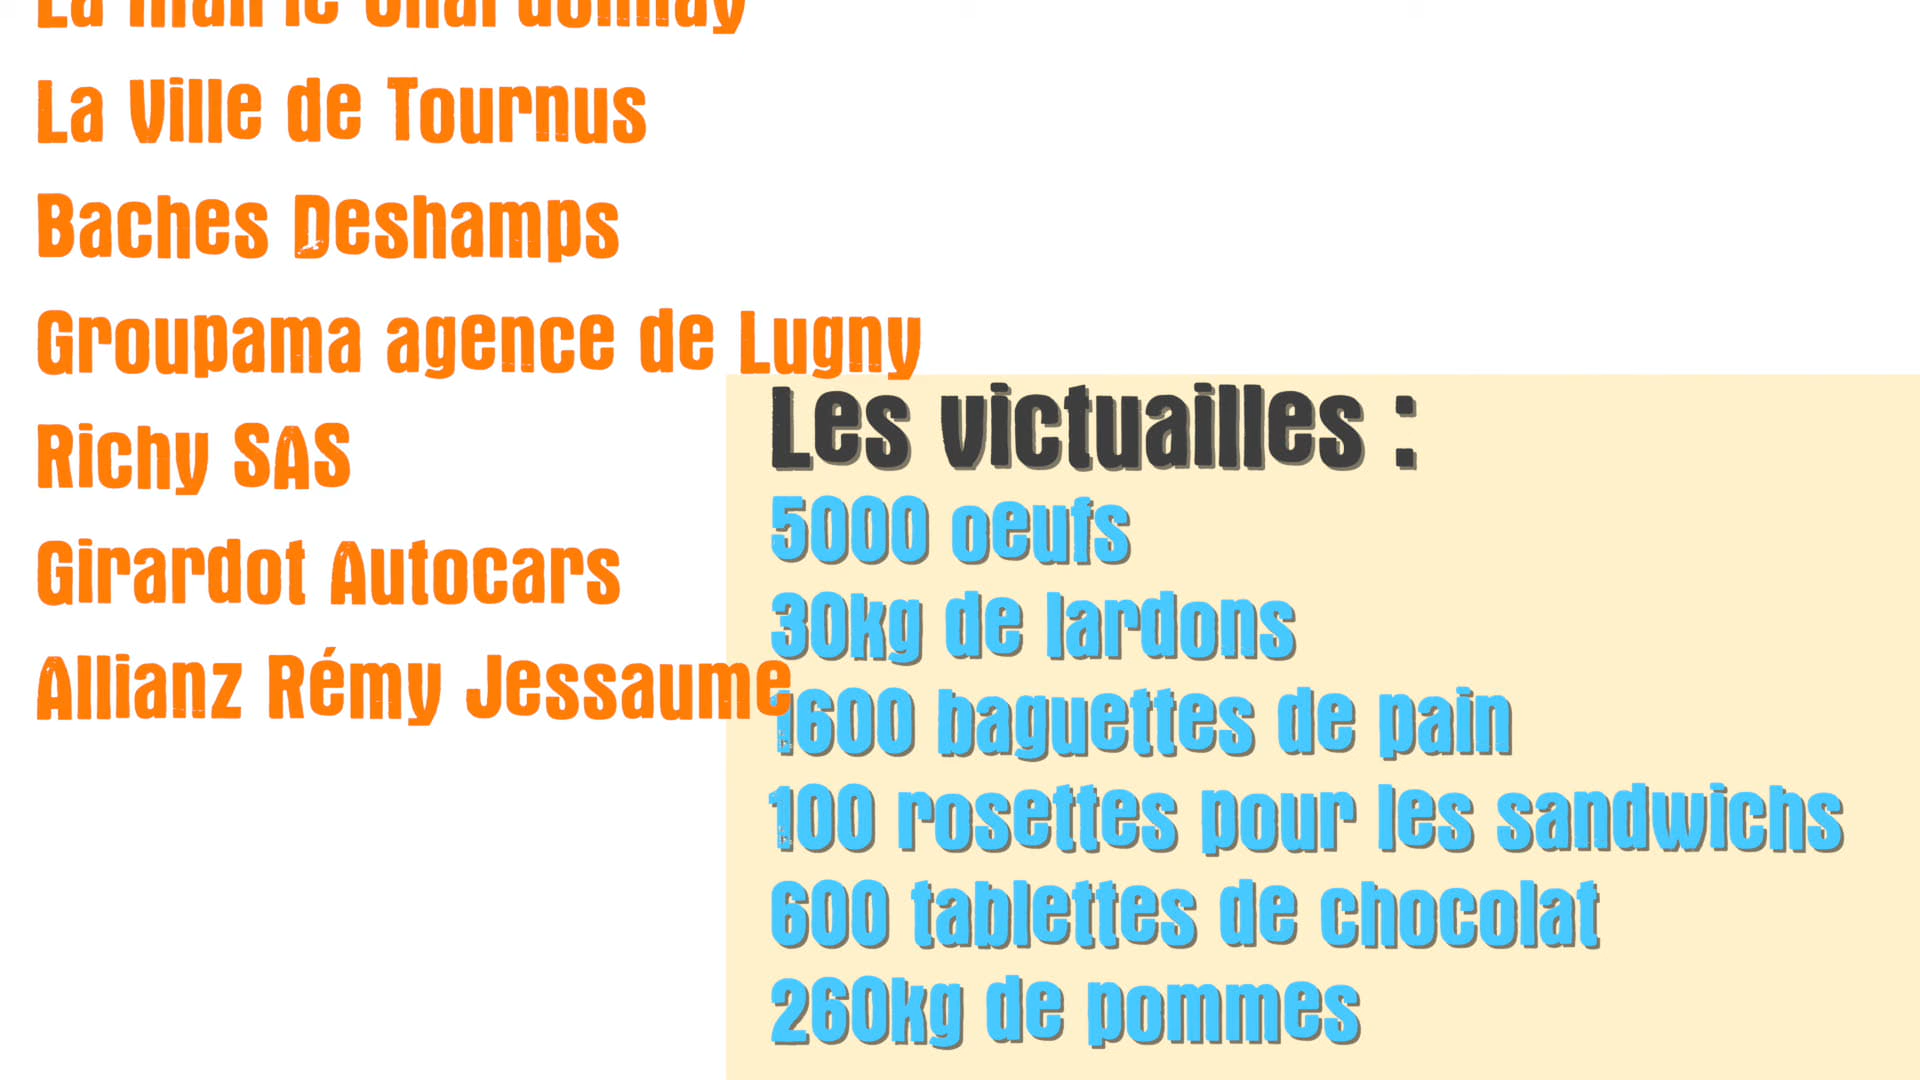 La
La Ville de Tournus
Baches Deshamps
Groupama agence de Lugny
Richy SAS
Girardot Autocars
Allianz Rémy Jessaume
Les victuailles :
5000 oeufs
30kg de lardons
1600 baguettes de pain
100 rosettes pour les sandwichs
600 tablettes de chocolat
260kg de pommes